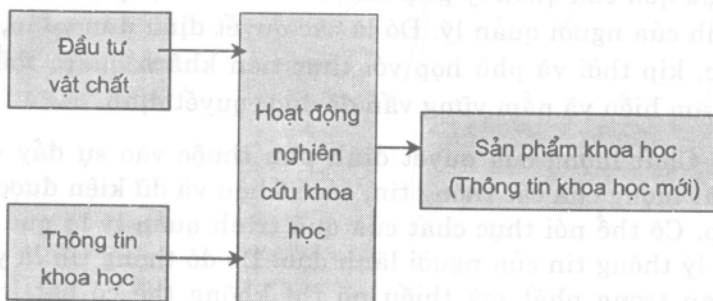 Đầu tư
vật chất
Hoạt động
nghiên
cứu khoa
học
Thông tin
khoa học
Sản phẩm khoa học
(Thông tin khoa học mới)